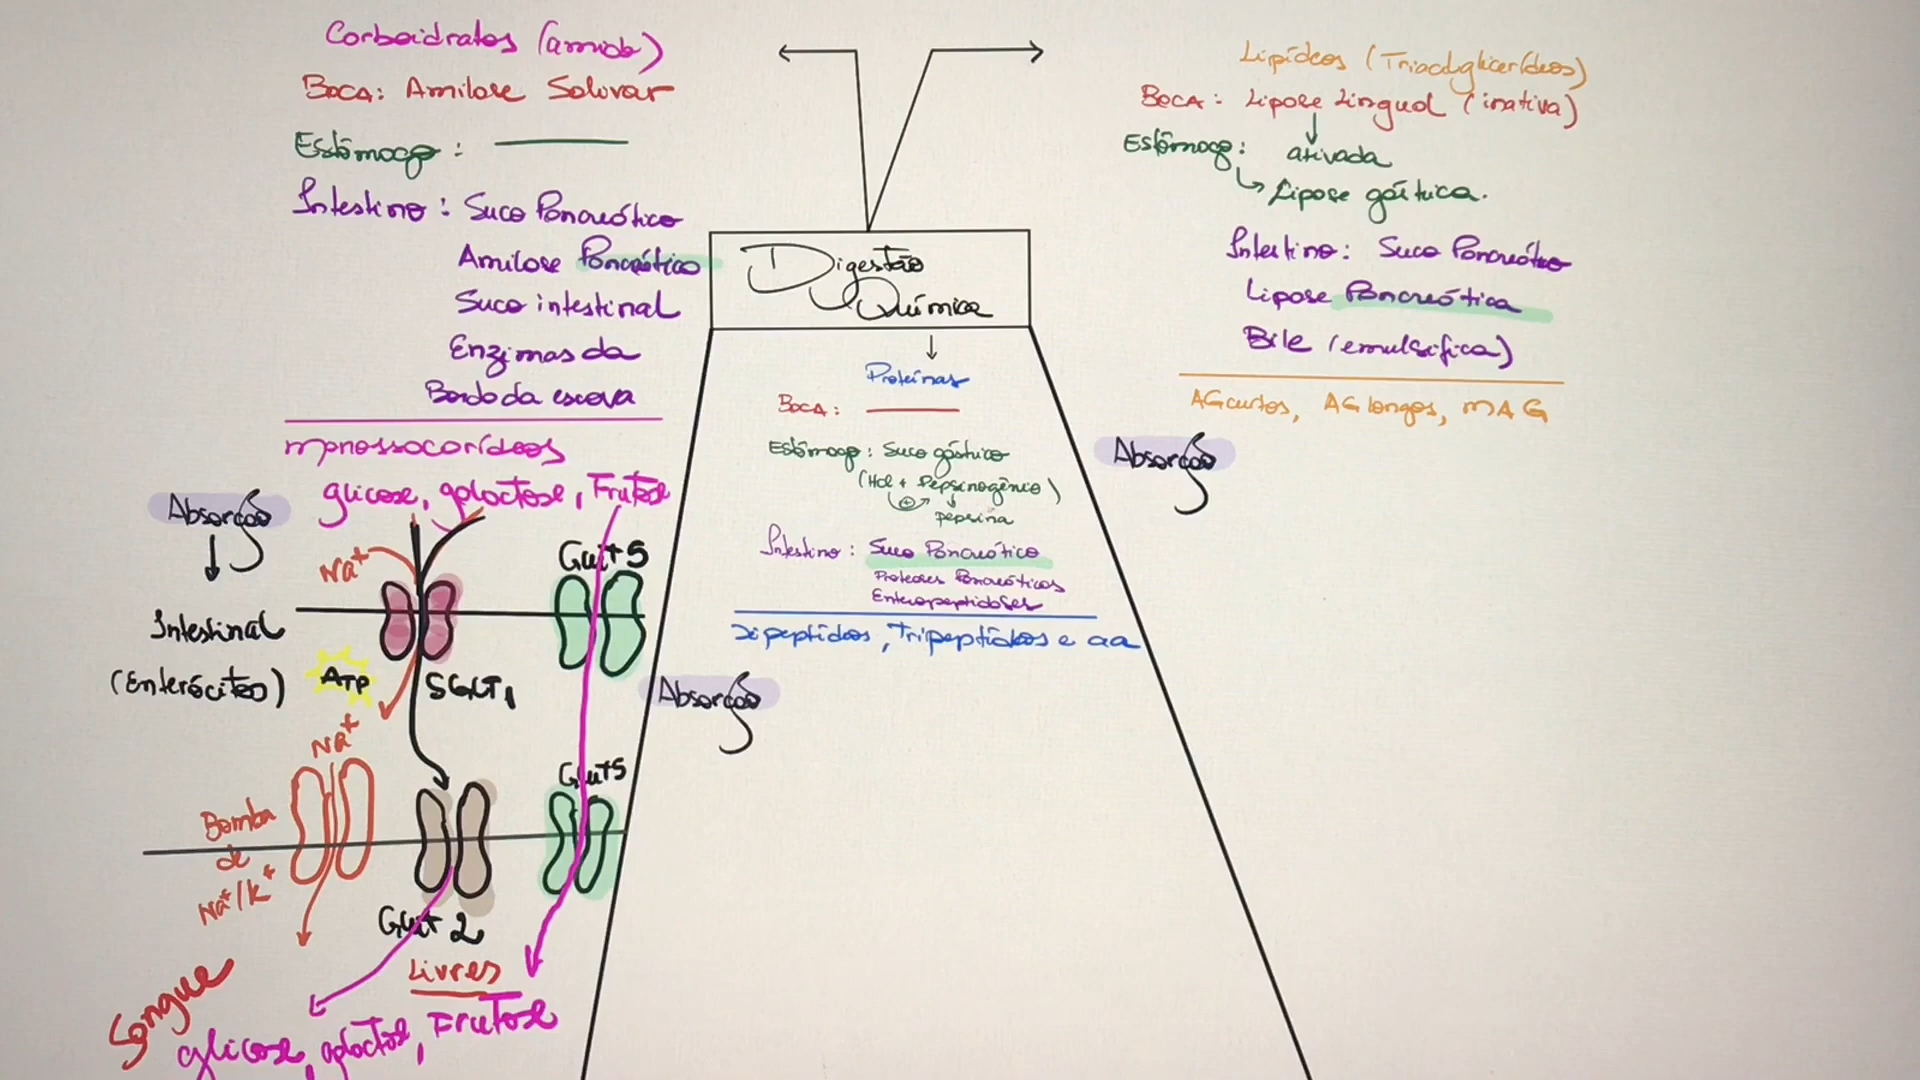 Carboidratos (amido)
Boca: Amilase Salivar
Estômago:
Intestino: Suco Pancreático
Amilase Pancreática
Suco intestinal
Enzimas da
Borda da escova
monossacarídeos
glicose, galactose, Frutose
Absorção
Intestinal
(Enterócitos)
Na+
Glut 5
ATP
SGLT1
Na+
Bomba
de
Na+/K+
Glut 2
Glut5
Livres
Sangue
glicose, galactose, Frutose
Digestão
Química
Proteínas
Boca:
Estômago: Suco gástrico
(Hcl + Pepsinogênio)
+
pepsina
Intestino: Suco Pancreático
Proteases Pancreáticas
Enteropeptidases
Dipeptídeos, Tripeptídeos e aa
Absorção
Lipídeos (Triacilglicerídeos)
Boca: Lipase Lingual (inativa)
Estômago: ativada
Lipase gástrica.
Intestino: Suco Pancreático
Lipase Pancreática
Bile (emulsifica)
AG curtos, AG longos, MAG
Absorção